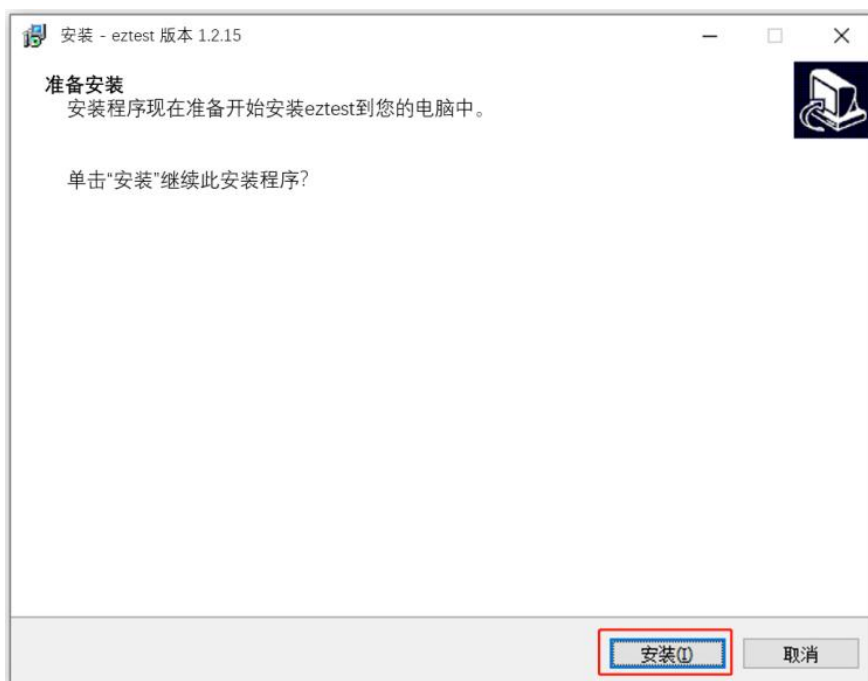 安装 - eztest 版本 1.2.15
准备安装
安装程序现在准备开始安装eztest到您的电脑中。
单击“安装”继续此安装程序?
安装(I)
取消